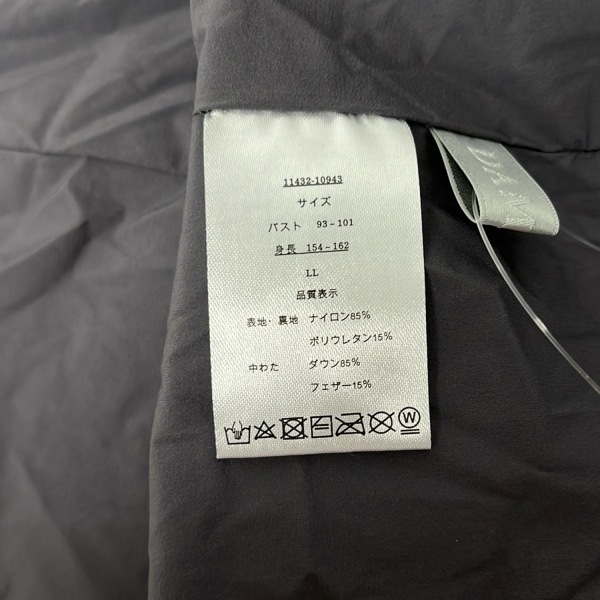 11432-10943
サイズ
バスト 93~101
身長 154~162
LL
品質表示
表地・裏地 ナイロン85%
ポリウレタン15%
中わた ダウン85%
フェザー15%
W